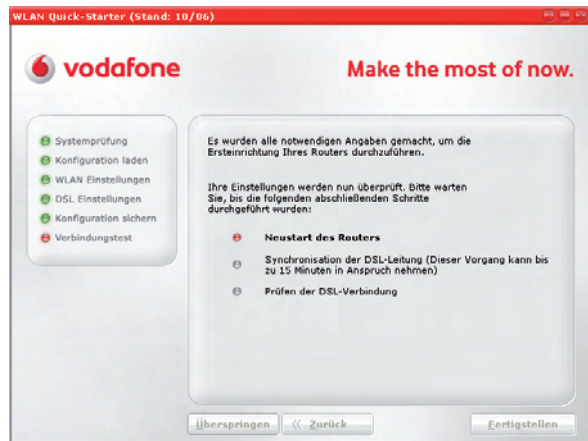 WLAN Quick-Starter (Stand: 10/06)
vodafone
Make the most of now.
Systemprüfung
Konfiguration laden
WLAN Einstellungen
DSL Einstellungen
Konfiguration sichern
Verbindungstest
Es wurden alle notwendigen Angaben gemacht, um die
Ersteinrichtung Ihres Routers durchzuführen.
Ihre Einstellungen werden nun überprüft. Bitte warten
Sie, bis die folgenden abschließenden Schritte
durchgeführt wurden:
Neustart des Routers
Synchronisation der DSL-Leitung (Dieser Vorgang kann bis
zu 15 Minuten in Anspruch nehmen)
Prüfen der DSL-Verbindung
Überspringen
« Zurück
Fertigstellen